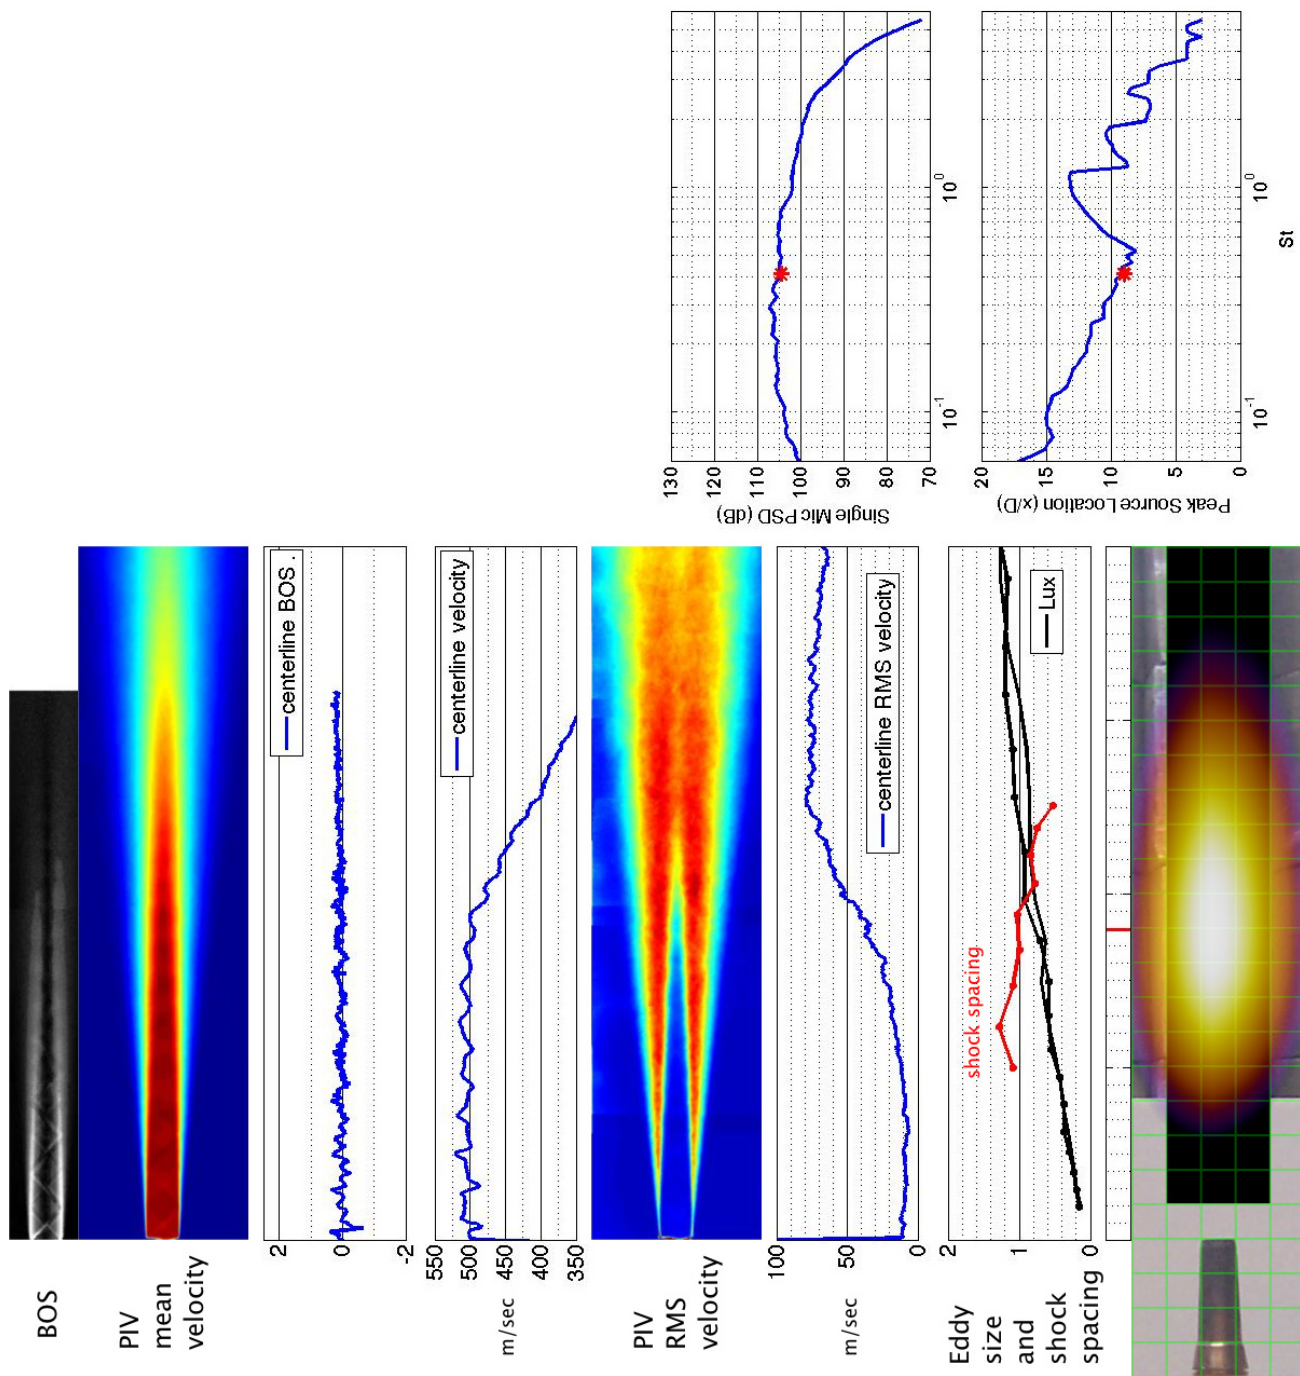 BOS
PIV
mean
velocity
2
0
-2
centerline BOS.
m/sec
550
500
450
400
350
centerline velocity
PIV
RMS
velocity
m/sec
100
50
0
centerline RMS velocity
Eddy
size
and
shock
spacing
2
1
0
shock spacing
Lux
Single Mic PSD (dB)
130
120
110
100
90
80
70
10-1
100
Peak Source Location (x/D)
20
15
10
5
0
10-1
100
St